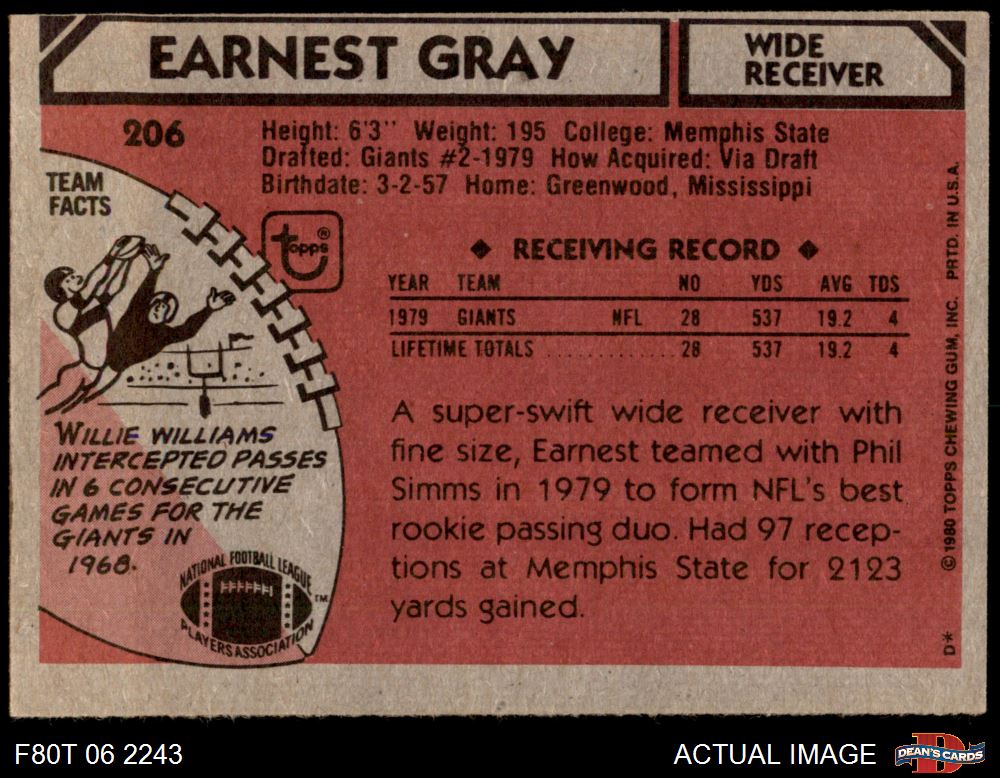 EARNEST GRAY
WIDE
RECEIVER
206
Height: 6'3" Weight: 195 College: Memphis State
Drafted: Giants #2-1979 How Acquired: Via Draft
Birthdate: 3-2-57 Home: Greenwood, Mississippi
TEAM
FACTS
topps®
◆ RECEIVING RECORD ◆
YEAR TEAM NO YDS AVG TDS
1979 GIANTS NFL 28 537 19.2 4
LIFETIME TOTALS ............ 28 537 19.2 4
WILLIE WILLIAMS
INTERCEPTED PASSES
IN 6 CONSECUTIVE
GAMES FOR THE
GIANTS IN
1968.
NATIONAL FOOTBALL LEAGUE
PLAYERS ASSOCIATION
TM
A super-swift wide receiver with
fine size, Earnest teamed with Phil
Simms in 1979 to form NFL's best
rookie passing duo. Had 97 recep-
tions at Memphis State for 2123
yards gained.
D* © 1980 TOPPS CHEWING GUM, INC. PRTD. IN U.S.A.
F80T 06 2243
ACTUAL IMAGE
D
DEAN'S CARDS